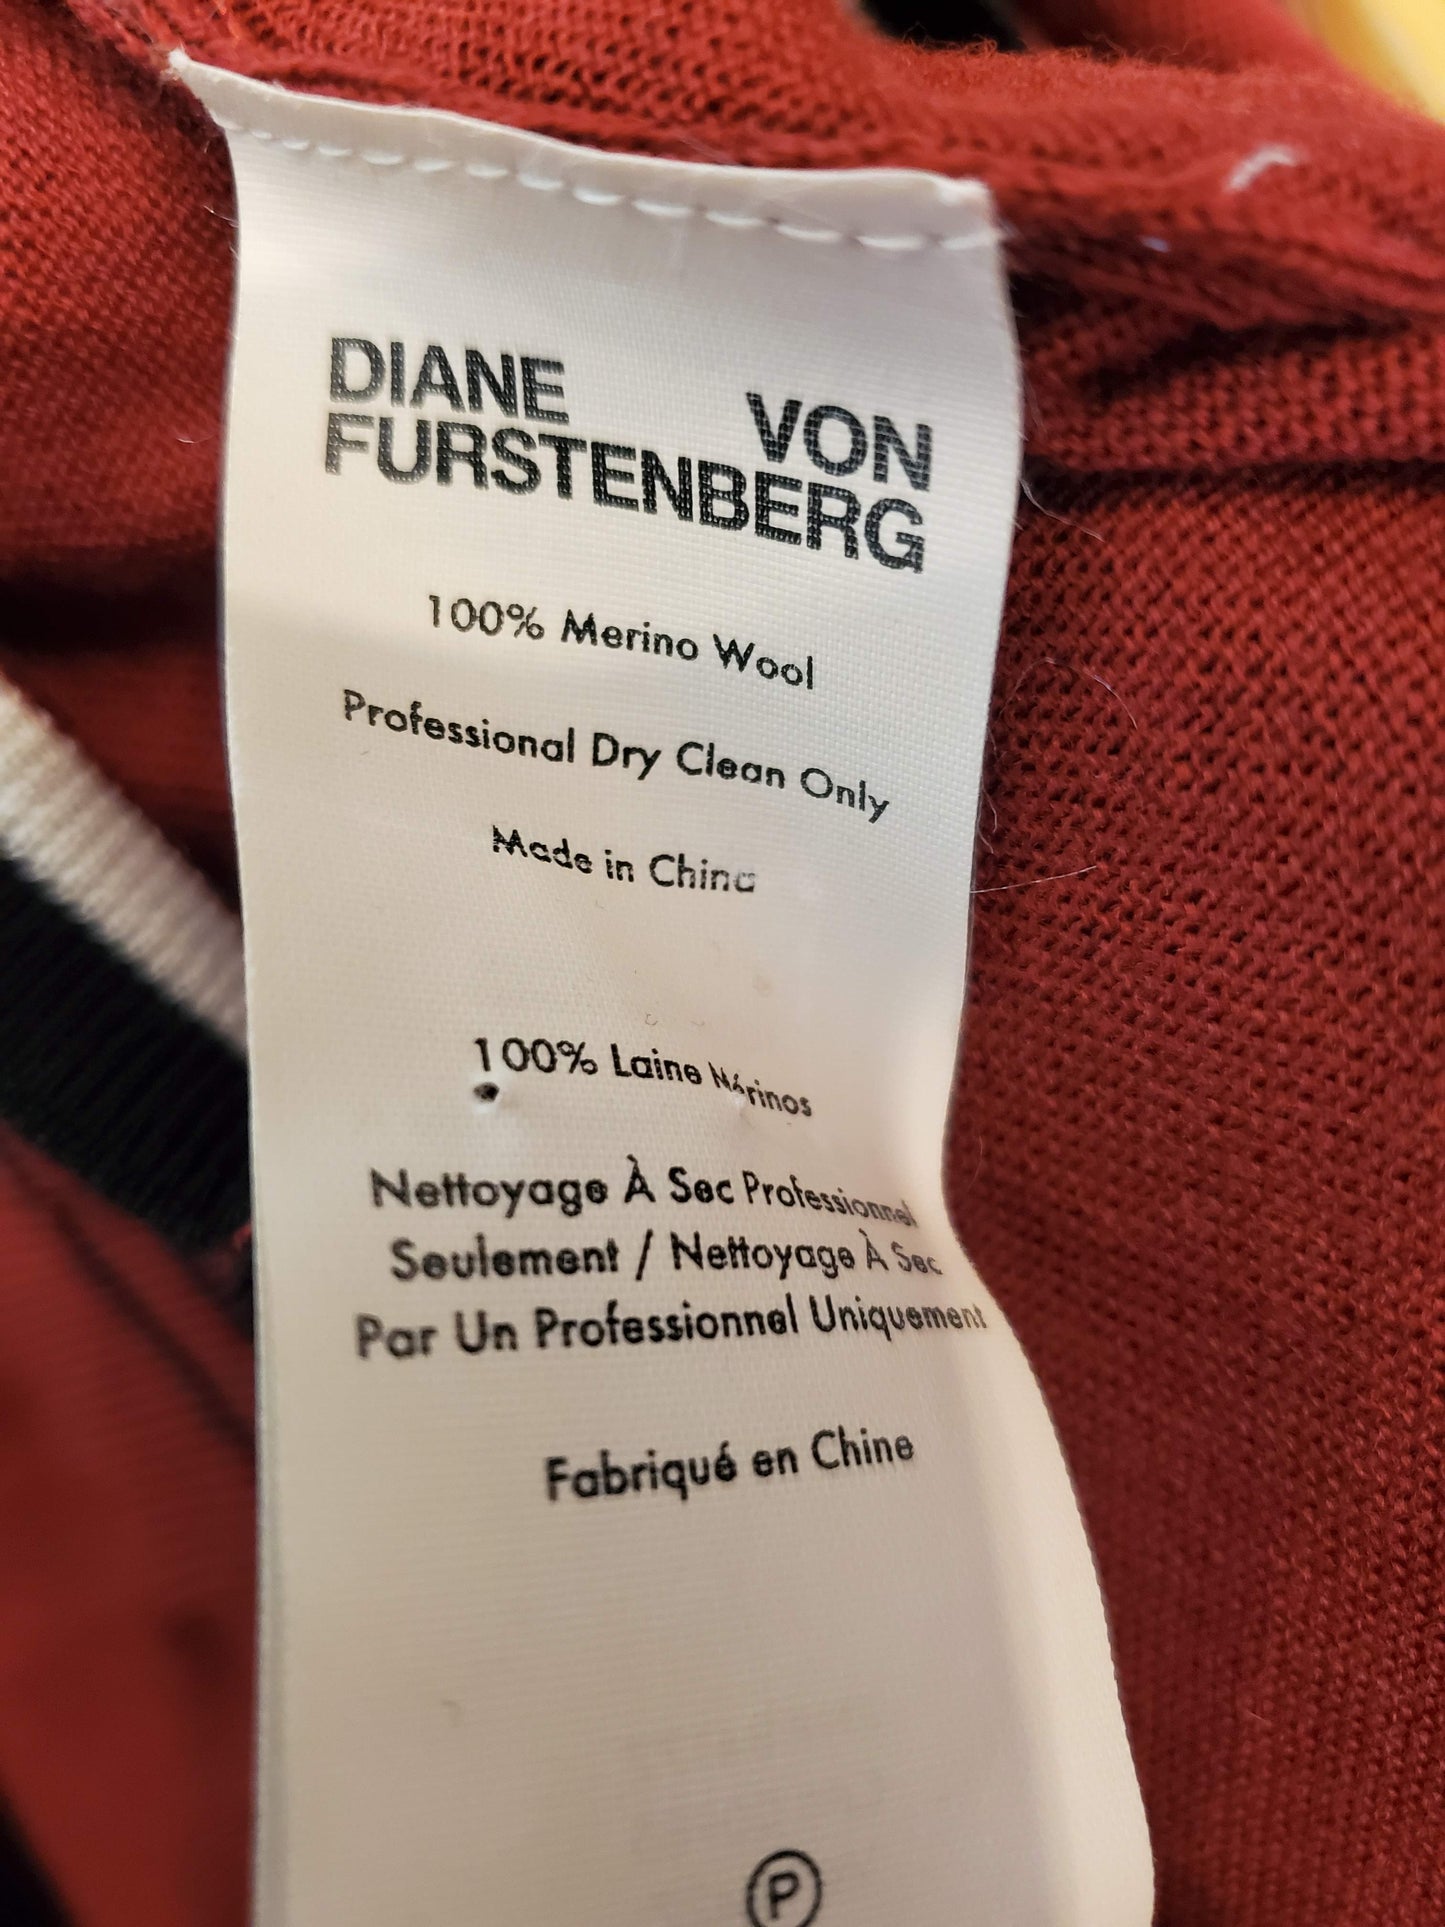 DIANE VON
FURSTENBERG
100% Merino Wool
Professional Dry Clean Only
Made in China
100% Laine Mérinos
Nettoyage À Sec Professionnel
Seulement / Nettoyage À Sec
Par Un Professionnel Uniquement
Fabriqué en Chine
P